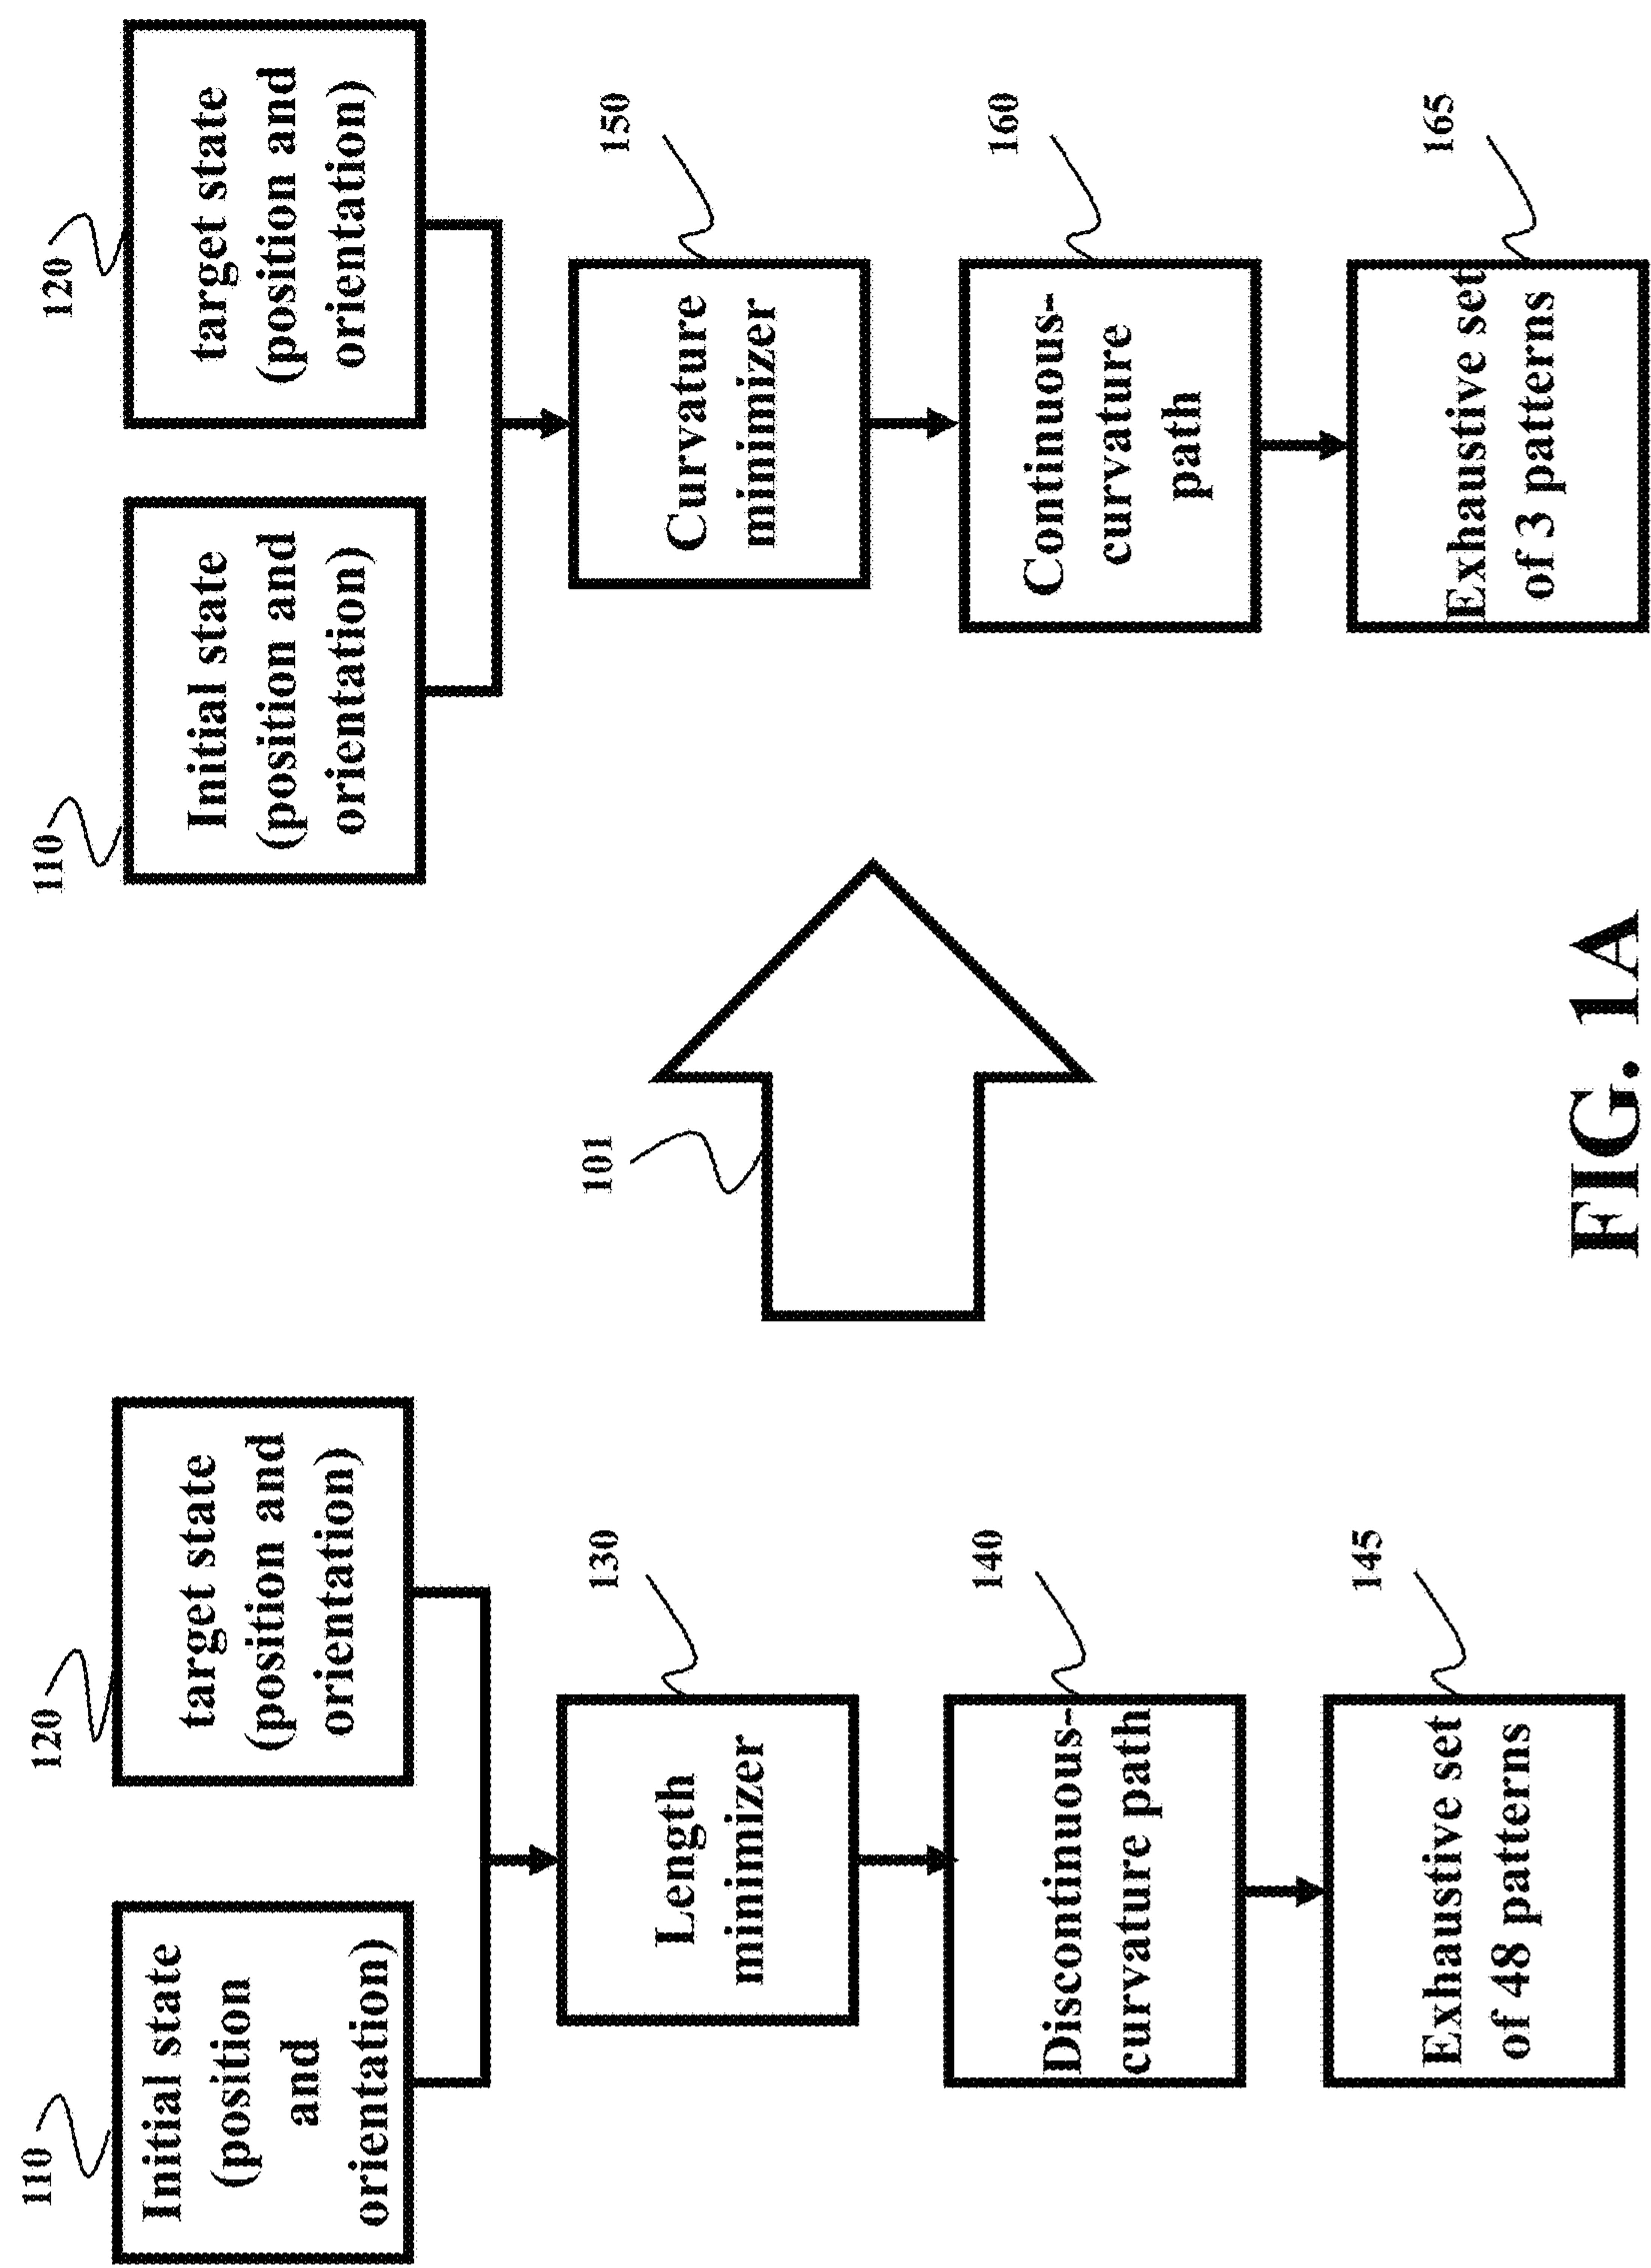 110
Initial state
(position
and
orientation)
120
target state
(position and
orientation)
130
Length
minimizer
140
Discontinuous-
curvature path
145
Exhaustive set
of 48 patterns
101
110
Initial state
(position and
orientation)
120
target state
(position and
orientation)
150
Curvature
minimizer
160
Continuous-
curvature
path
165
Exhaustive set
of 3 patterns
FIG. 1A